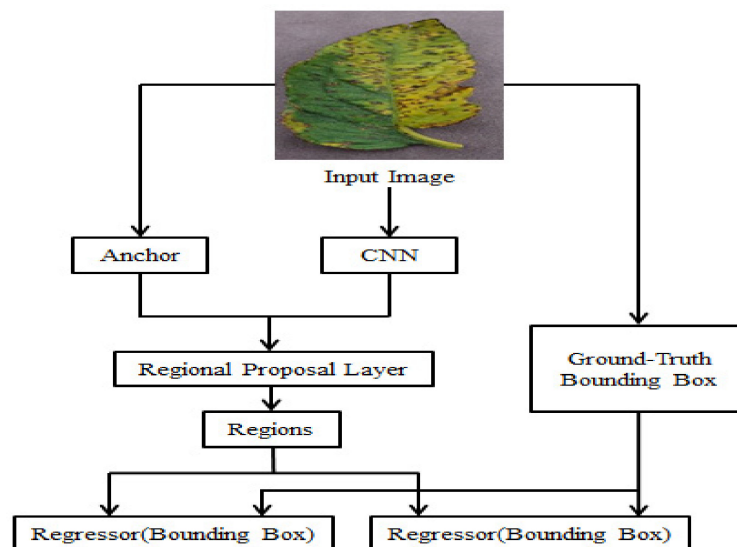 Input Image
Anchor
CNN
Regional Proposal Layer
Ground-Truth
Bounding Box
Regions
Regressor(Bounding Box)
Regressor(Bounding Box)